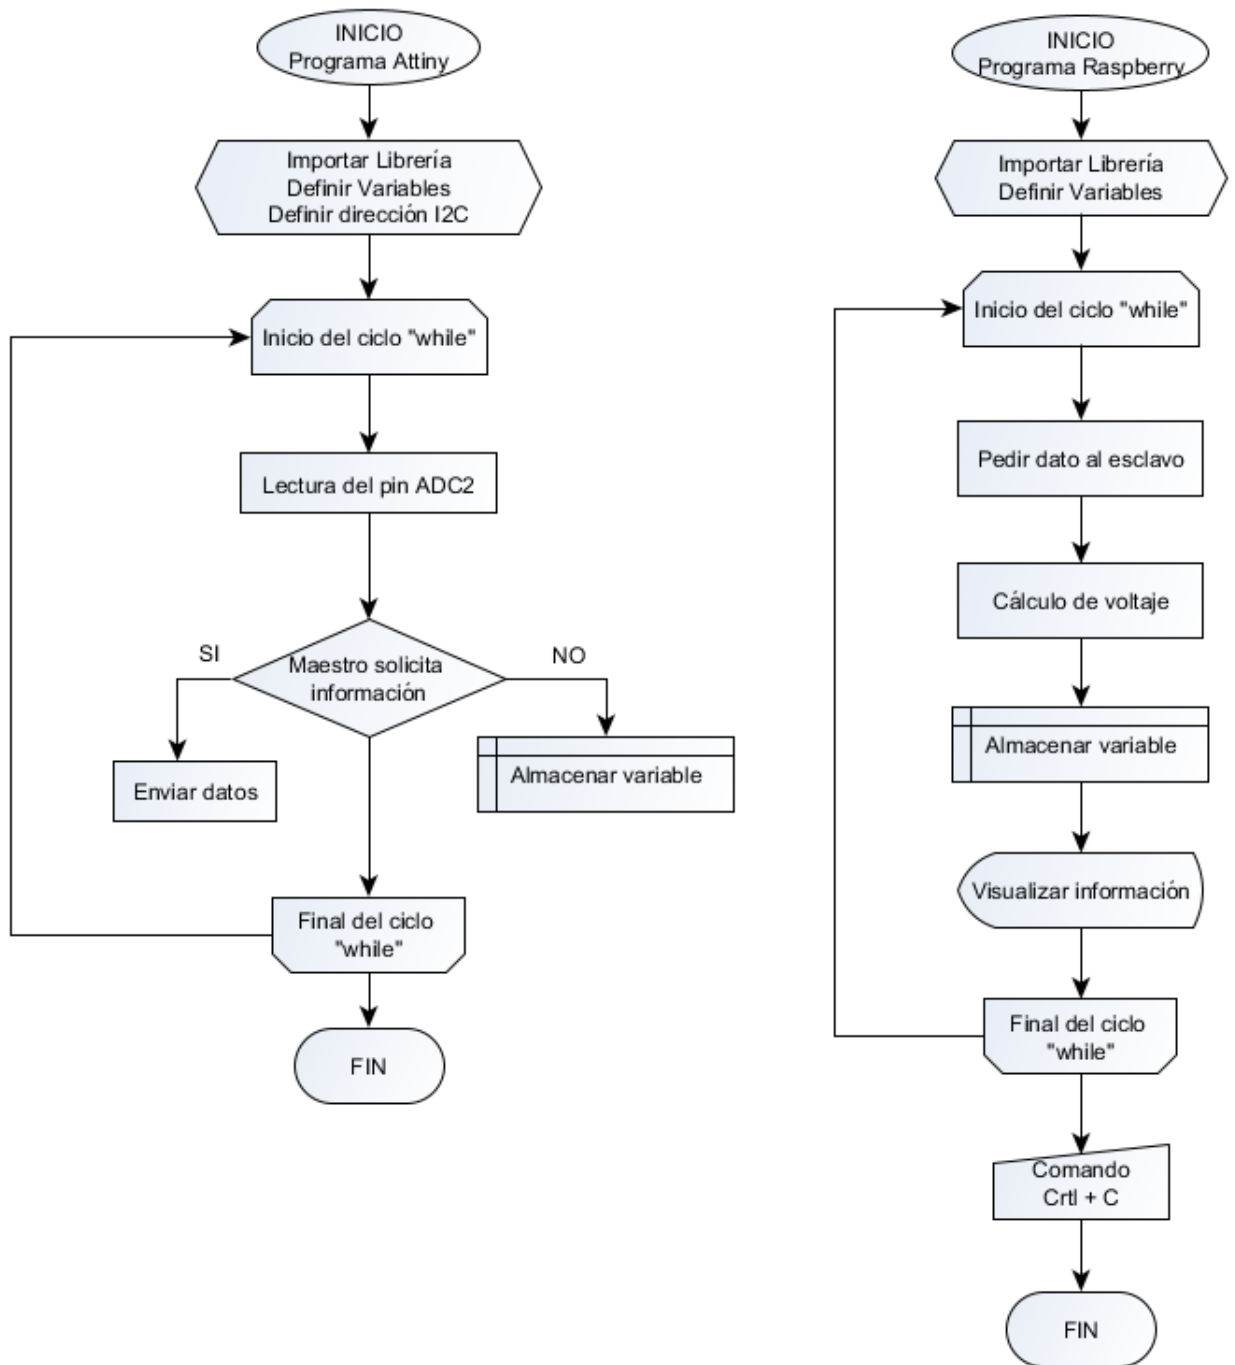 INICIO
Programa Attiny
Importar Librería
Definir Variables
Definir dirección I2C
Inicio del ciclo "while"
Lectura del pin ADC2
Maestro solicita
información
SI
NO
Enviar datos
Almacenar variable
Final del ciclo
"while"
FIN
INICIO
Programa Raspberry
Importar Librería
Definir Variables
Inicio del ciclo "while"
Pedir dato al esclavo
Cálculo de voltaje
Almacenar variable
Visualizar información
Final del ciclo
"while"
Comando
Crtl + C
FIN